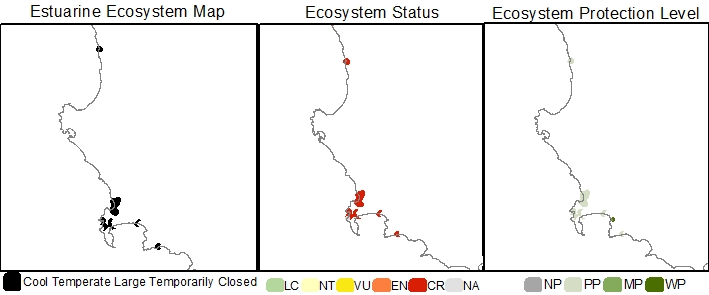 Estuarine Ecosystem Map
Ecosystem Status
Ecosystem Protection Level
Cool Temperate Large Temporarily Closed
LC NT VU EN CR NA
NP PP MP WP